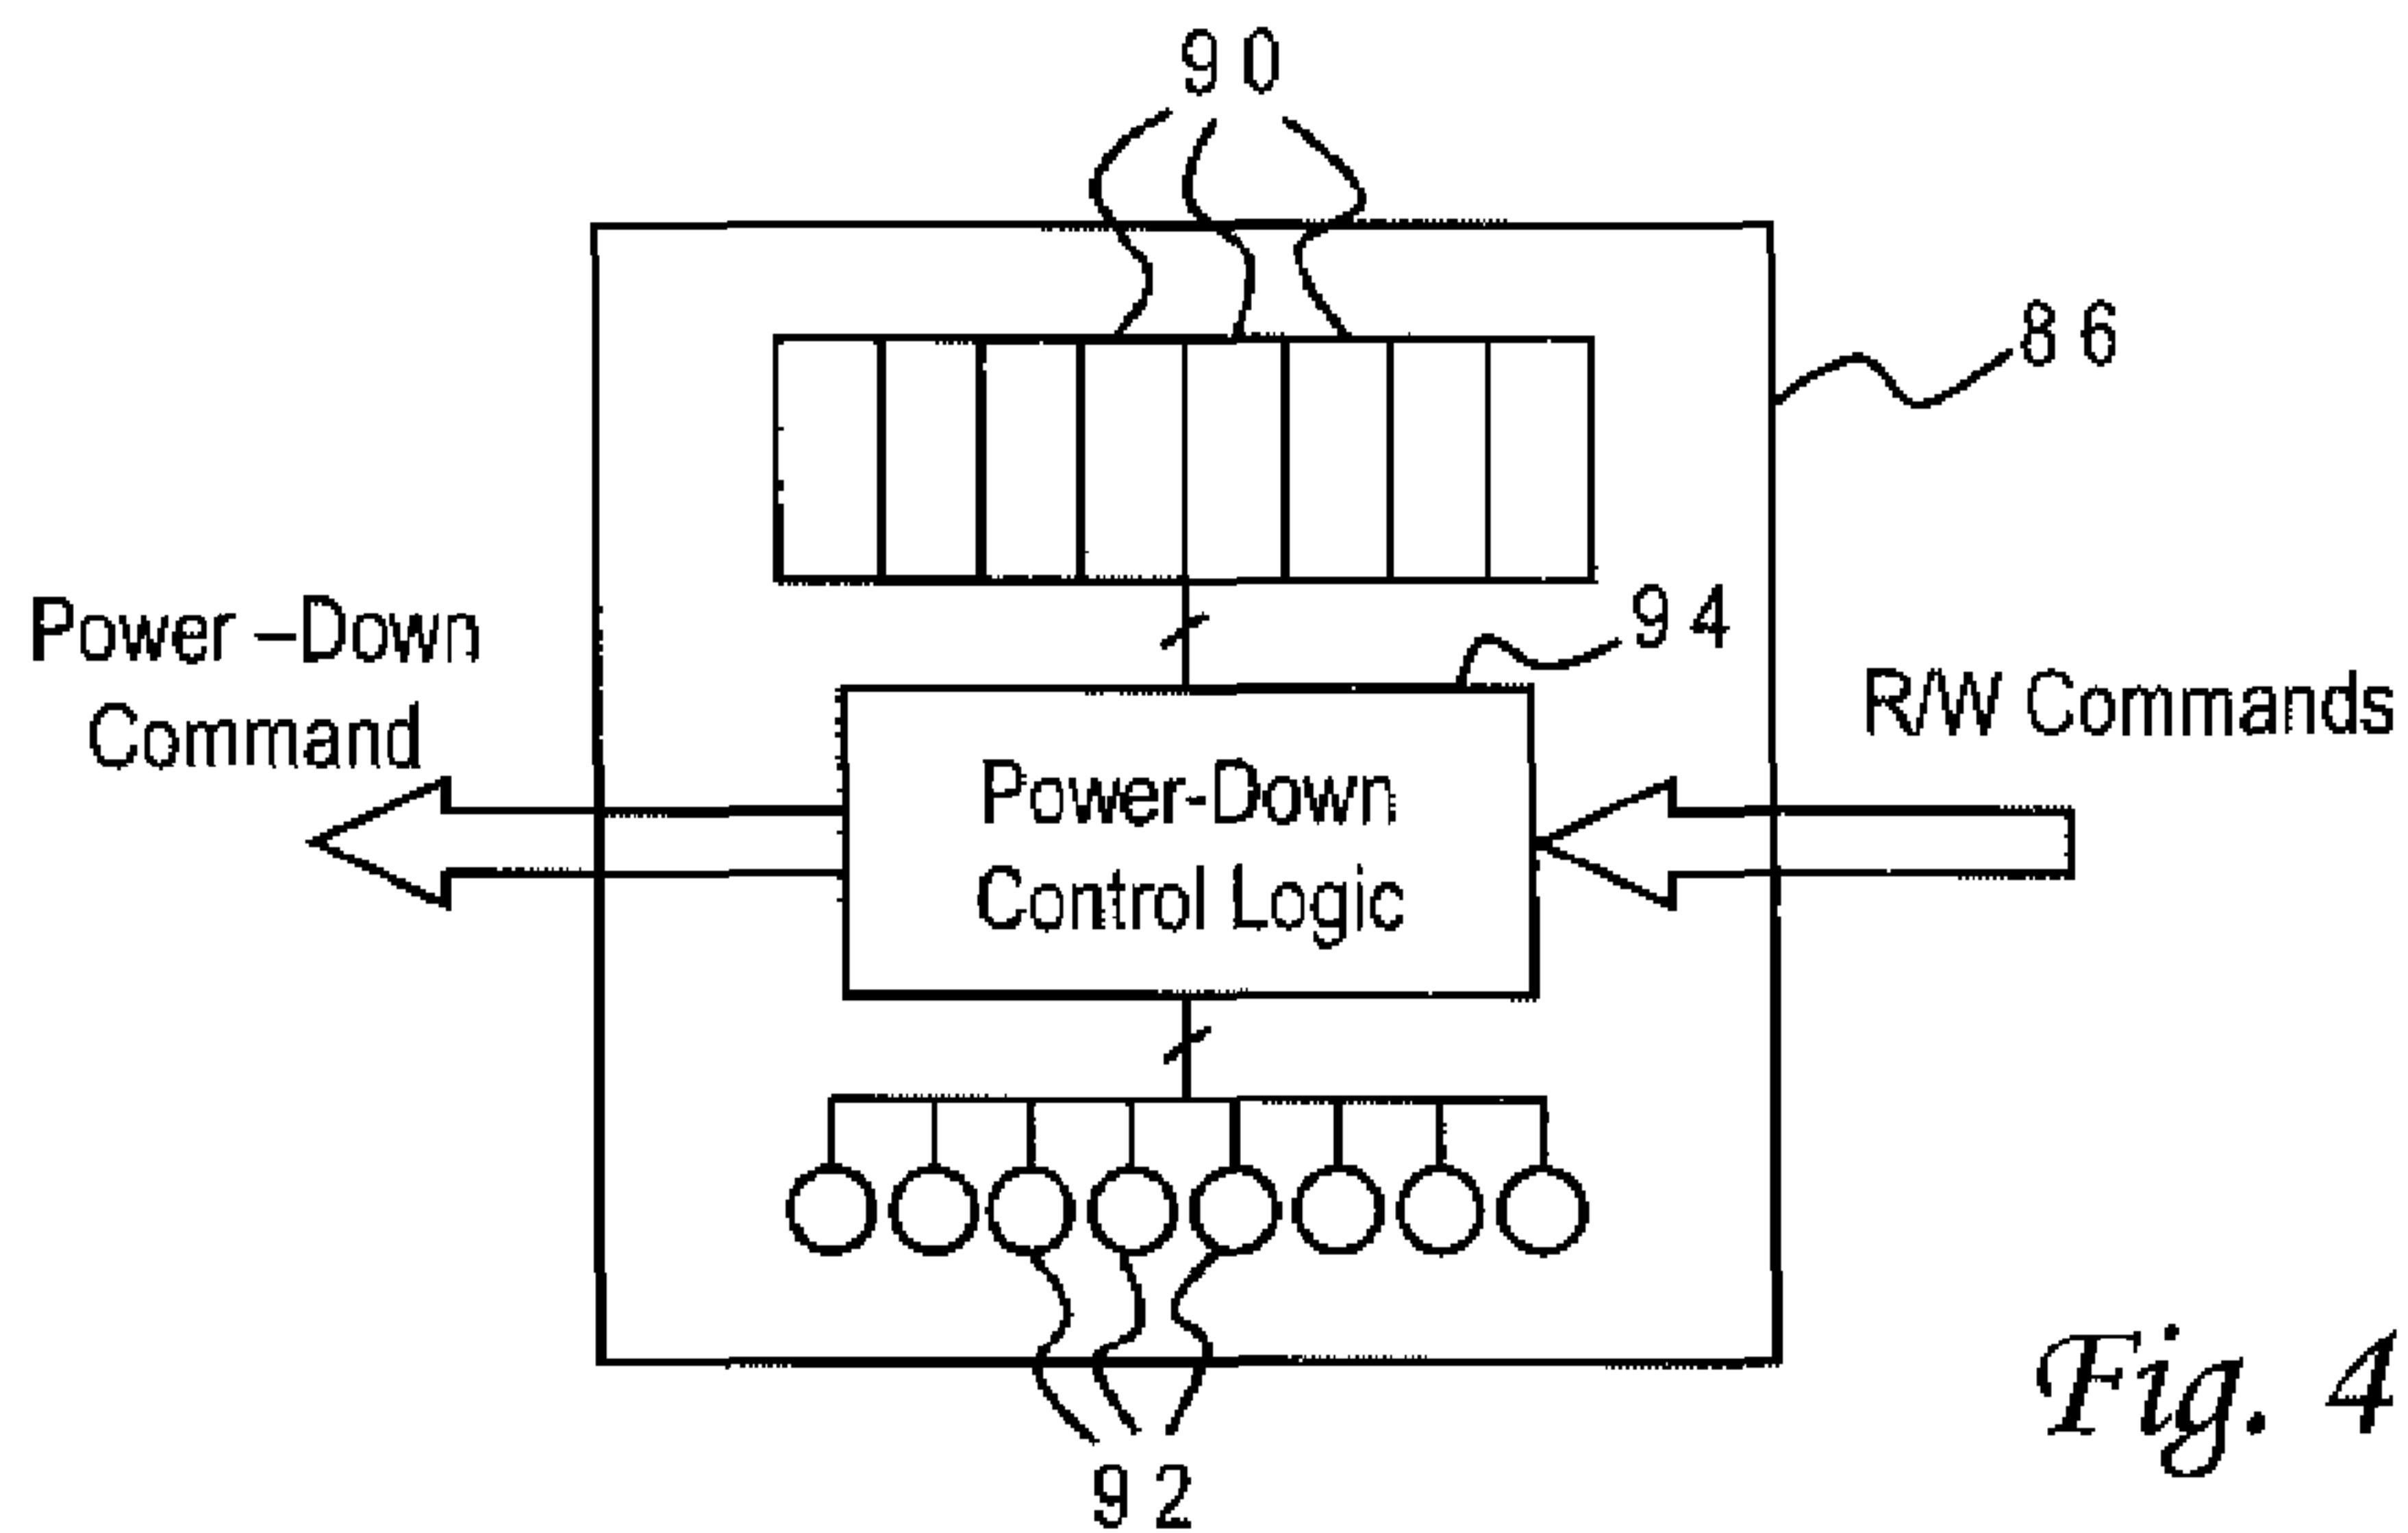 90
86
94
Power –Down
Command
R/W Commands
Power-Down
Control Logic
92
Fig. 4